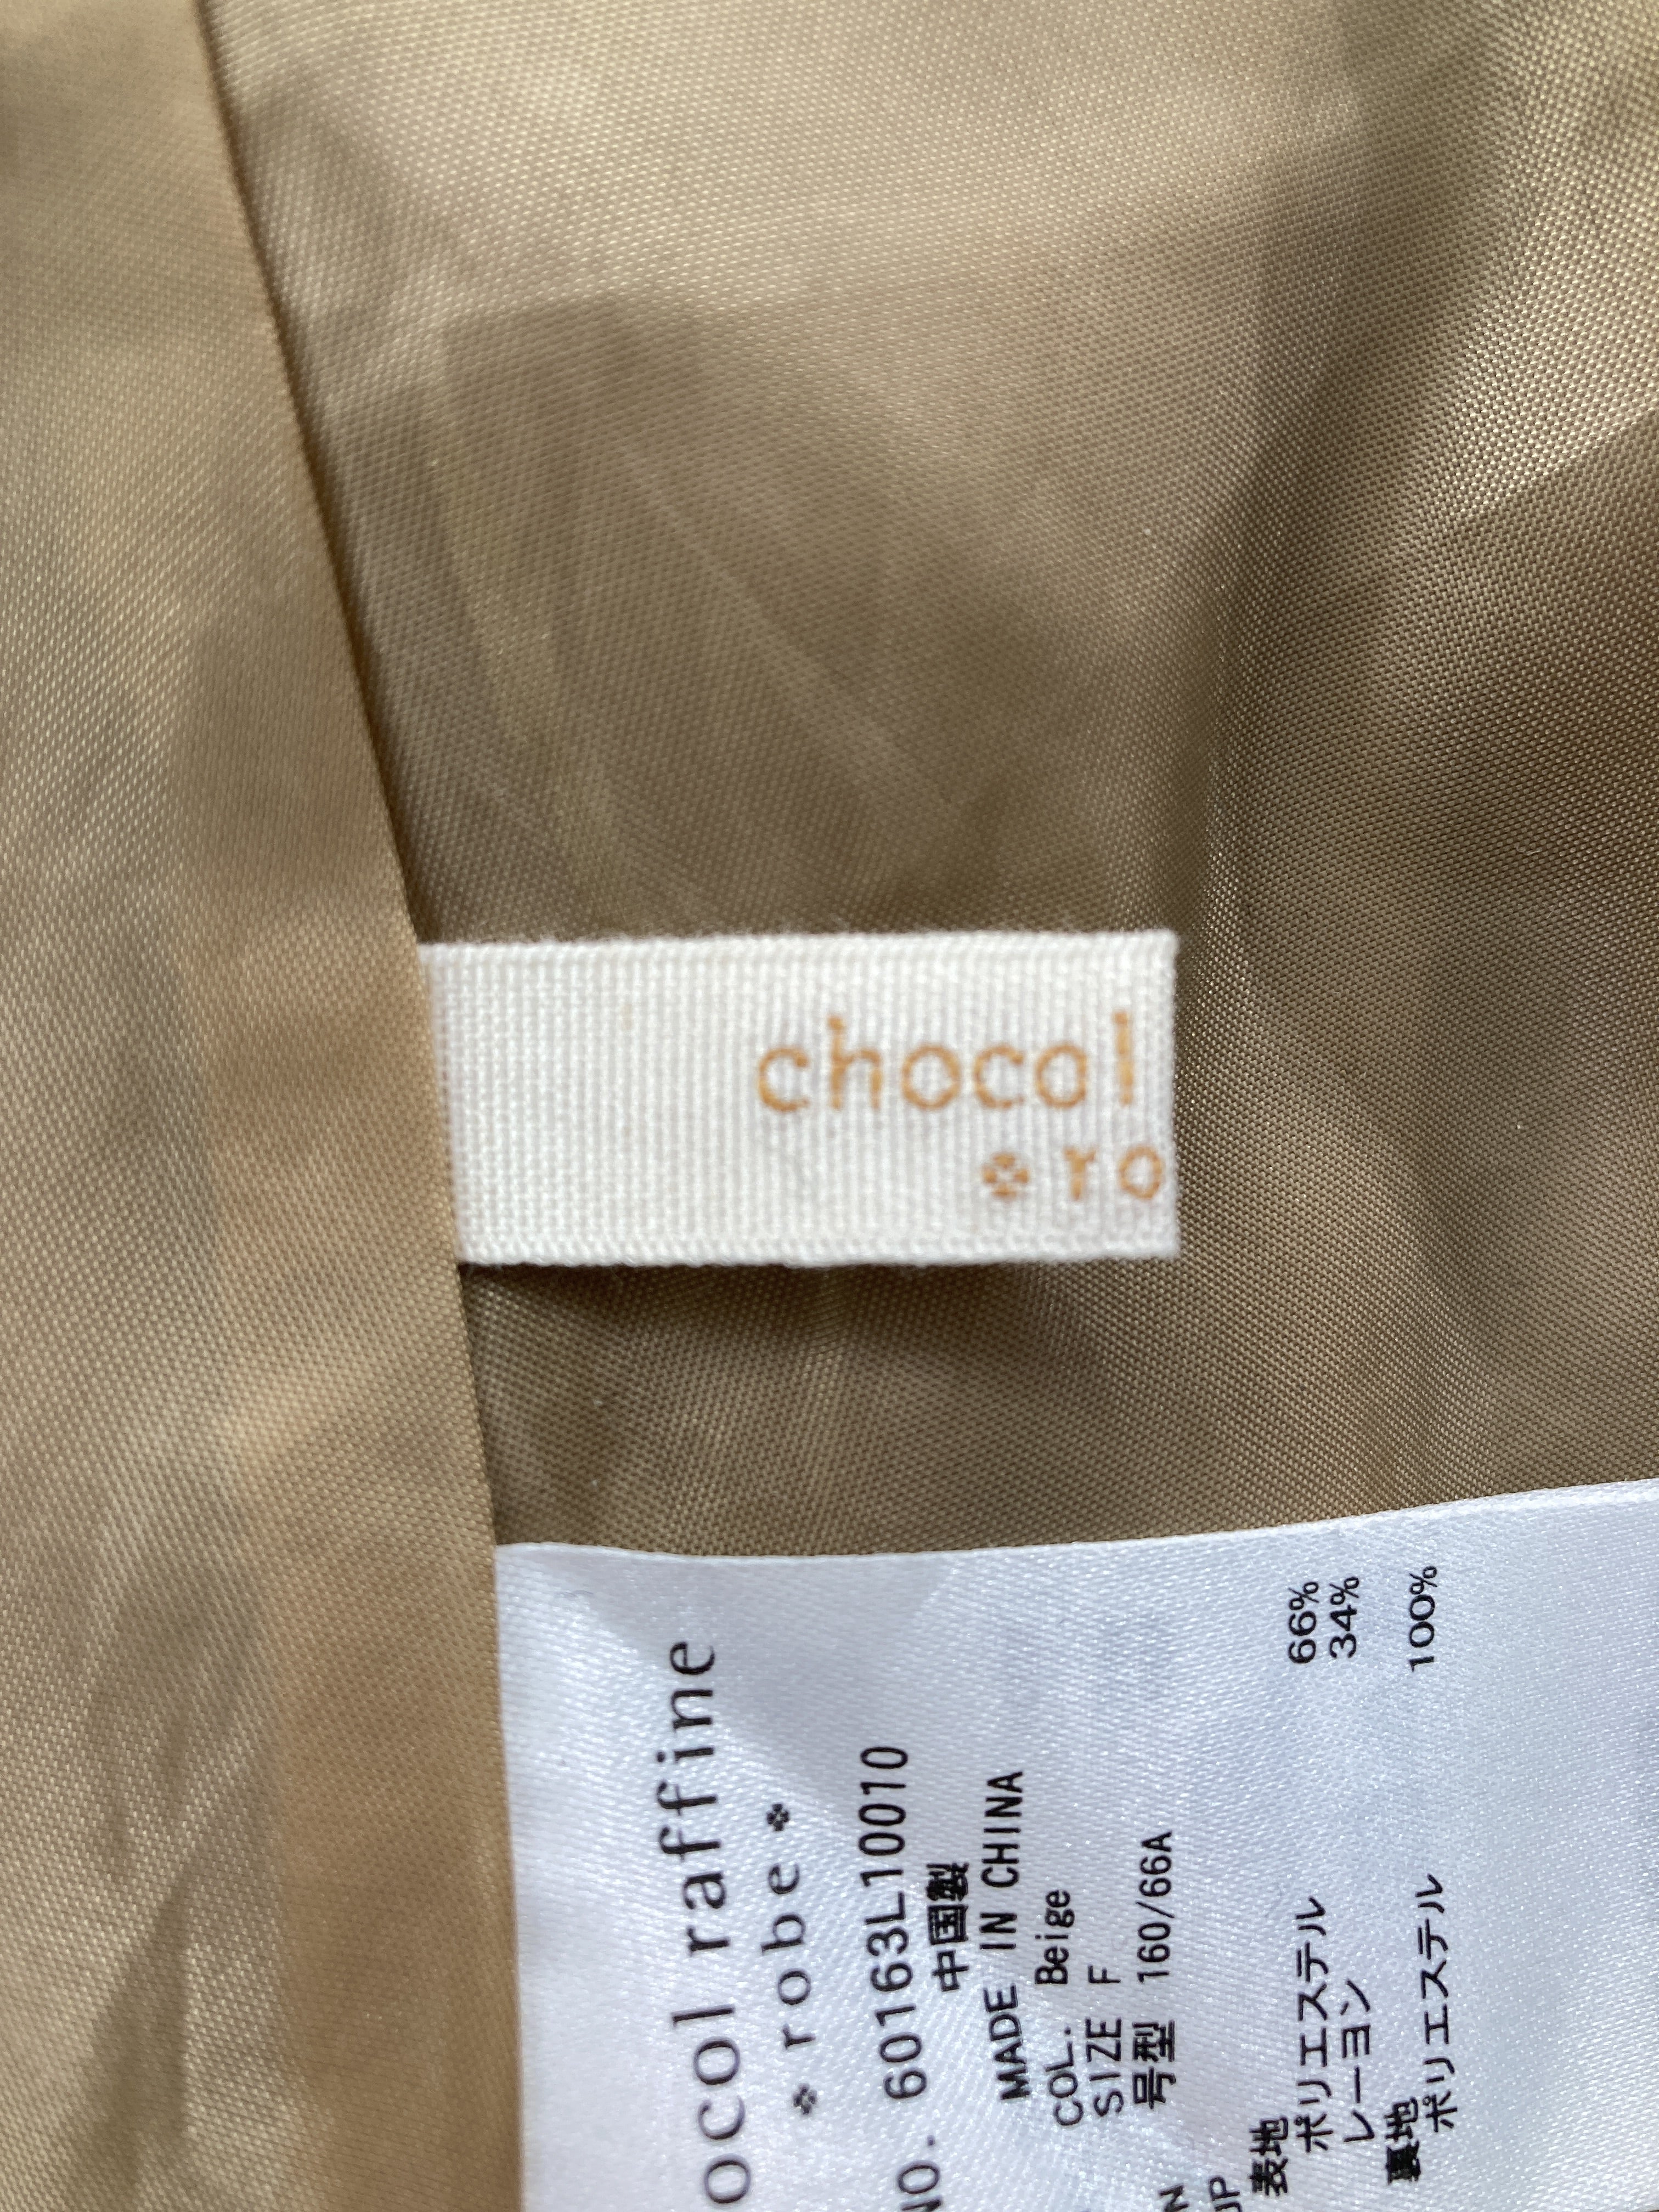 chocol
ro
ocol raffine
robe
NO. 60163L10010
中国製
MADE IN CHINA
COL. Beige
SIZE F
号型 160/66A
表地
ポリエステル 66%
レーヨン 34%
裏地
ポリエステル 100%